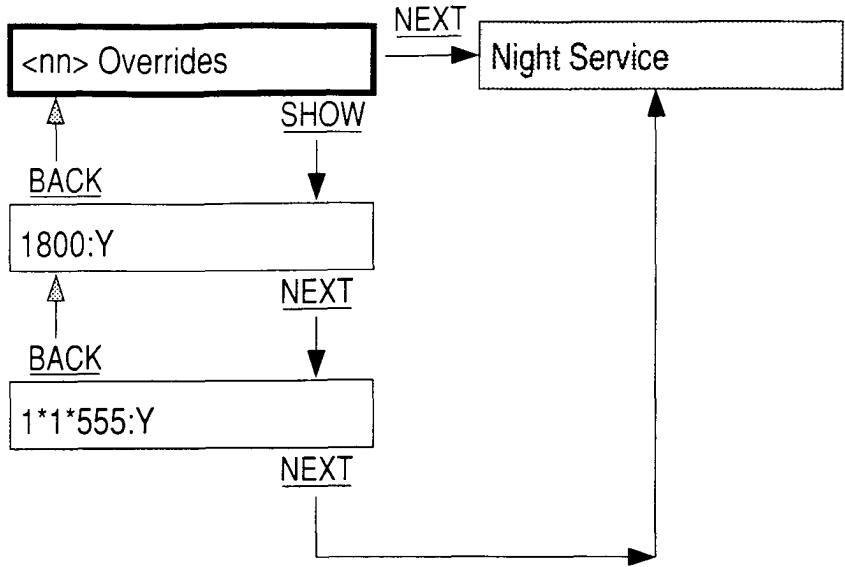 NEXT
<nn> Overrides
Night Service
SHOW
BACK
1800:Y
NEXT
BACK
1*1*555:Y
NEXT